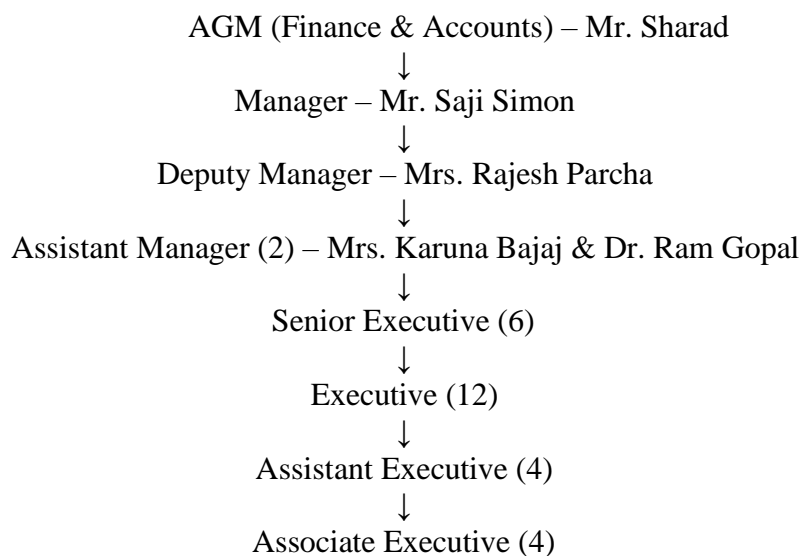 AGM (Finance & Accounts) – Mr. Sharad
↓
Manager – Mr. Saji Simon
↓
Deputy Manager – Mrs. Rajesh Parcha
↓
Assistant Manager (2) – Mrs. Karuna Bajaj & Dr. Ram Gopal
↓
Senior Executive (6)
↓
Executive (12)
↓
Assistant Executive (4)
↓
Associate Executive (4)